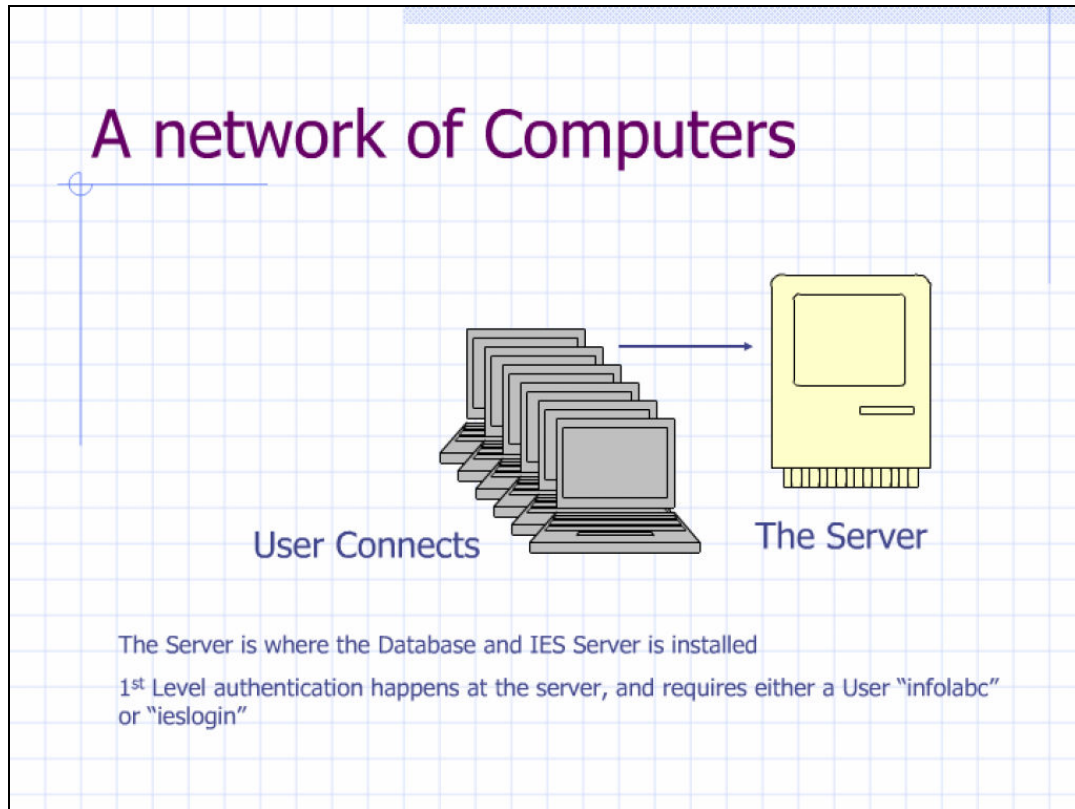 A network of Computers
User Connects
The Server
The Server is where the Database and IES Server is installed
1st Level authentication happens at the server, and requires either a User “infolabc”
or “ieslogin”